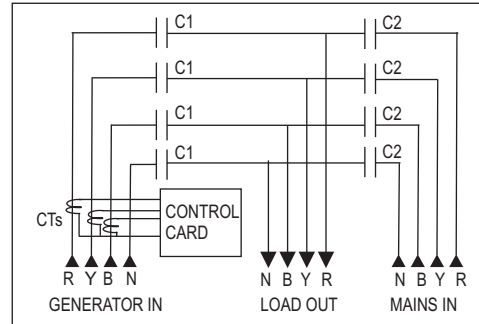 C1 C2
C1 C2
C1 C2
C1 C2
CTs
CONTROL
CARD
R Y B N
N B Y R
N B Y R
GENERATOR IN
LOAD OUT
MAINS IN